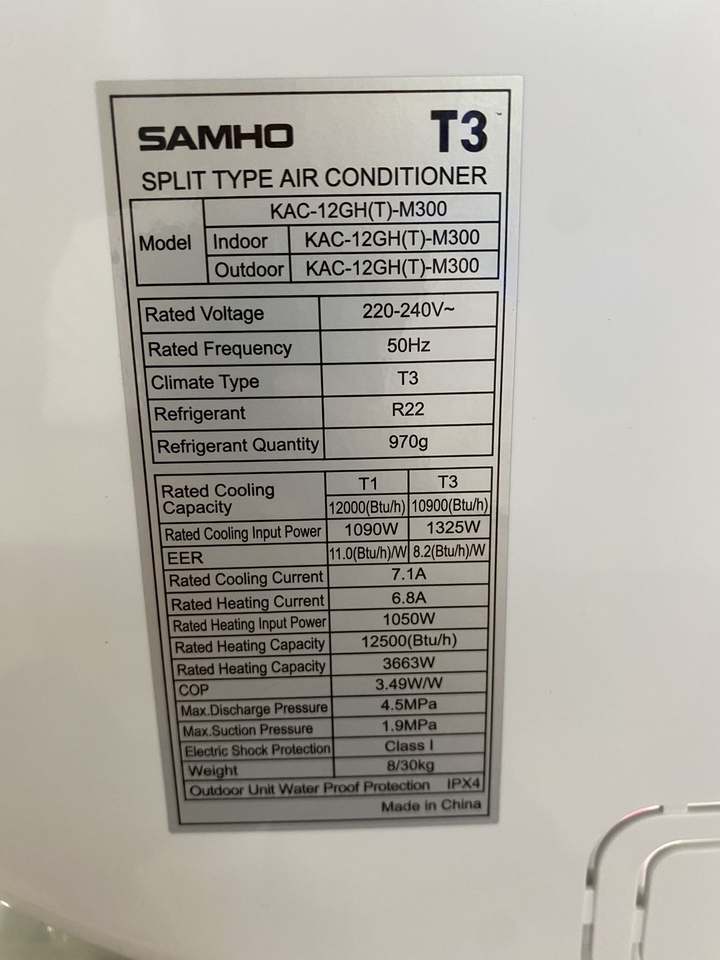 SAMHO T3
SPLIT TYPE AIR CONDITIONER
Model KAC-12GH(T)-M300
Indoor KAC-12GH(T)-M300
Outdoor KAC-12GH(T)-M300
Rated Voltage 220-240V~
Rated Frequency 50Hz
Climate Type T3
Refrigerant R22
Refrigerant Quantity 970g
Rated Cooling Capacity T1 T3
12000(Btu/h) 10900(Btu/h)
Rated Cooling Input Power 1090W 1325W
EER 11.0(Btu/h)/W 8.2(Btu/h)/W
Rated Cooling Current 7.1A
Rated Heating Current 6.8A
Rated Heating Input Power 1050W
Rated Heating Capacity 12500(Btu/h)
Rated Heating Capacity 3663W
COP 3.49W/W
Max.Discharge Pressure 4.5MPa
Max.Suction Pressure 1.9MPa
Electric Shock Protection Class I
Weight 8/30kg
Outdoor Unit Water Proof Protection IPX4
Made in China